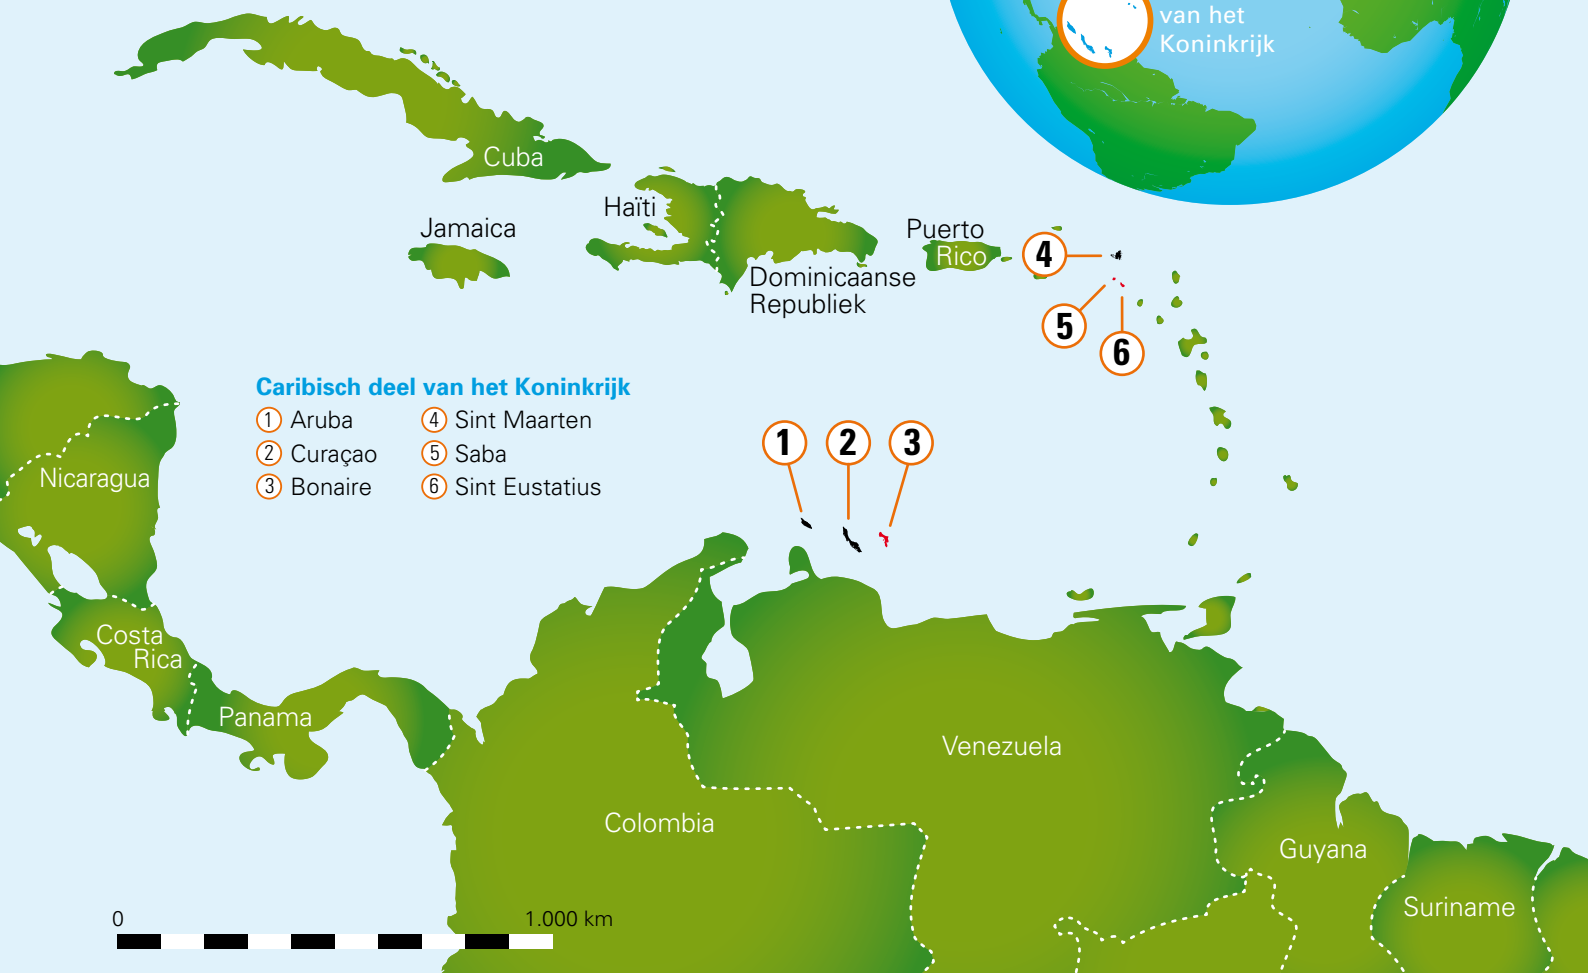 van het
Koninkrijk
Cuba
Haïti
Jamaica
Puerto
Rico
4
Dominicaanse
Republiek
5
6
Caribisch deel van het Koninkrijk
1 Aruba
2 Curaçao
3 Bonaire
4 Sint Maarten
5 Saba
6 Sint Eustatius
1
2
3
Nicaragua
Costa
Rica
Panama
Venezuela
Colombia
Guyana
Suriname
0
1.000 km